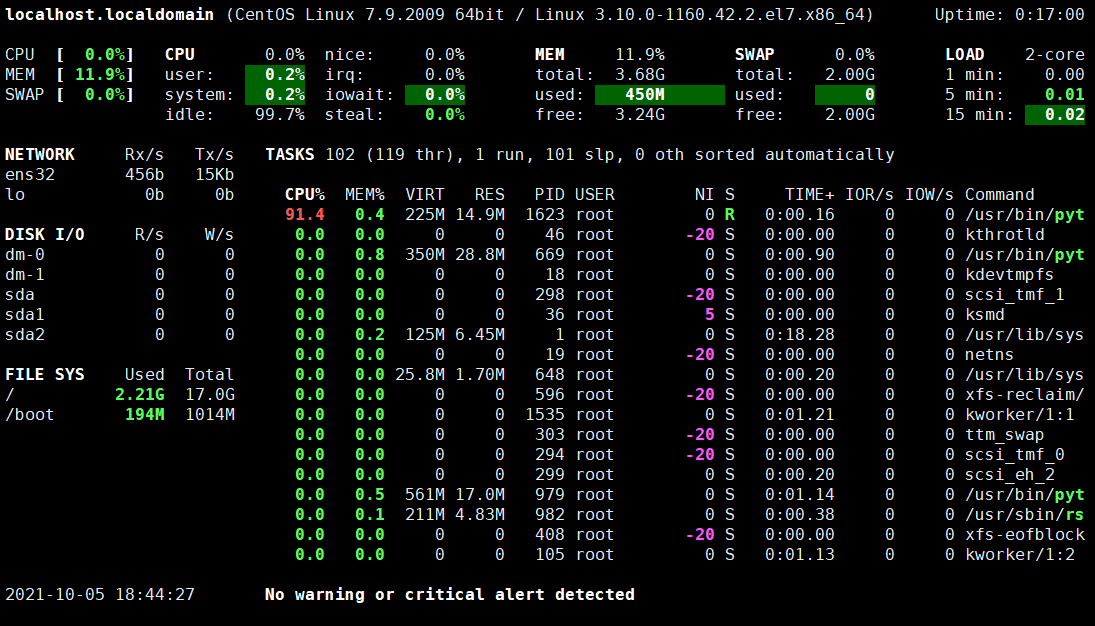 localhost.localdomain (CentOS Linux 7.9.2009 64bit / Linux 3.10.0-1160.42.2.el7.x86_64) Uptime: 0:17:00
CPU [ 0.0%] CPU 0.0% nice: 0.0% MEM 11.9% SWAP 0.0% LOAD 2-core
MEM [ 11.9%] user: 0.2% irq: 0.0% total: 3.68G total: 2.00G 1 min: 0.00
SWAP [ 0.0%] system: 0.2% iowait: 0.0% used: 450M used: 0 5 min: 0.01
idle: 99.7% steal: 0.0% free: 3.24G free: 2.00G 15 min: 0.02
NETWORK Rx/s Tx/s TASKS 102 (119 thr), 1 run, 101 slp, 0 oth sorted automatically
ens32 456b 15Kb
lo 0b 0b CPU% MEM% VIRT RES PID USER NI S TIME+ IOR/s IOW/s Command
91.4 0.4 225M 14.9M 1623 root 0 R 0:00.16 0 0 /usr/bin/pyt
DISK I/O R/s W/s 0.0 0.0 0 0 46 root -20 S 0:00.00 0 0 kthrotld
dm-0 0 0 0.0 0.8 350M 28.8M 669 root 0 S 0:00.90 0 0 /usr/bin/pyt
dm-1 0 0 0.0 0.0 0 0 18 root 0 S 0:00.00 0 0 kdevtmpfs
sda 0 0 0.0 0.0 0 0 298 root -20 S 0:00.00 0 0 scsi_tmf_1
sda1 0 0 0.0 0.0 0 0 36 root 5 S 0:00.00 0 0 ksmd
sda2 0 0 0.0 0.2 125M 6.45M 1 root 0 S 0:18.28 0 0 /usr/lib/sys
0.0 0.0 0 0 19 root -20 S 0:00.00 0 0 netns
FILE SYS Used Total 0.0 0.0 25.8M 1.70M 648 root 0 S 0:00.20 0 0 /usr/lib/sys
/ 2.21G 17.0G 0.0 0.0 0 0 596 root -20 S 0:00.00 0 0 xfs-reclaim/
/boot 194M 1014M 0.0 0.0 0 0 1535 root 0 S 0:01.21 0 0 kworker/1:1
0.0 0.0 0 0 303 root -20 S 0:00.00 0 0 ttm_swap
0.0 0.0 0 0 294 root -20 S 0:00.00 0 0 scsi_tmf_0
0.0 0.0 0 0 299 root 0 S 0:00.20 0 0 scsi_eh_2
0.0 0.5 561M 17.0M 979 root 0 S 0:01.14 0 0 /usr/bin/pyt
0.0 0.1 211M 4.83M 982 root 0 S 0:00.38 0 0 /usr/sbin/rs
0.0 0.0 0 0 408 root -20 S 0:00.00 0 0 xfs-eofblock
0.0 0.0 0 0 105 root 0 S 0:01.13 0 0 kworker/1:2
2021-10-05 18:44:27 No warning or critical alert detected